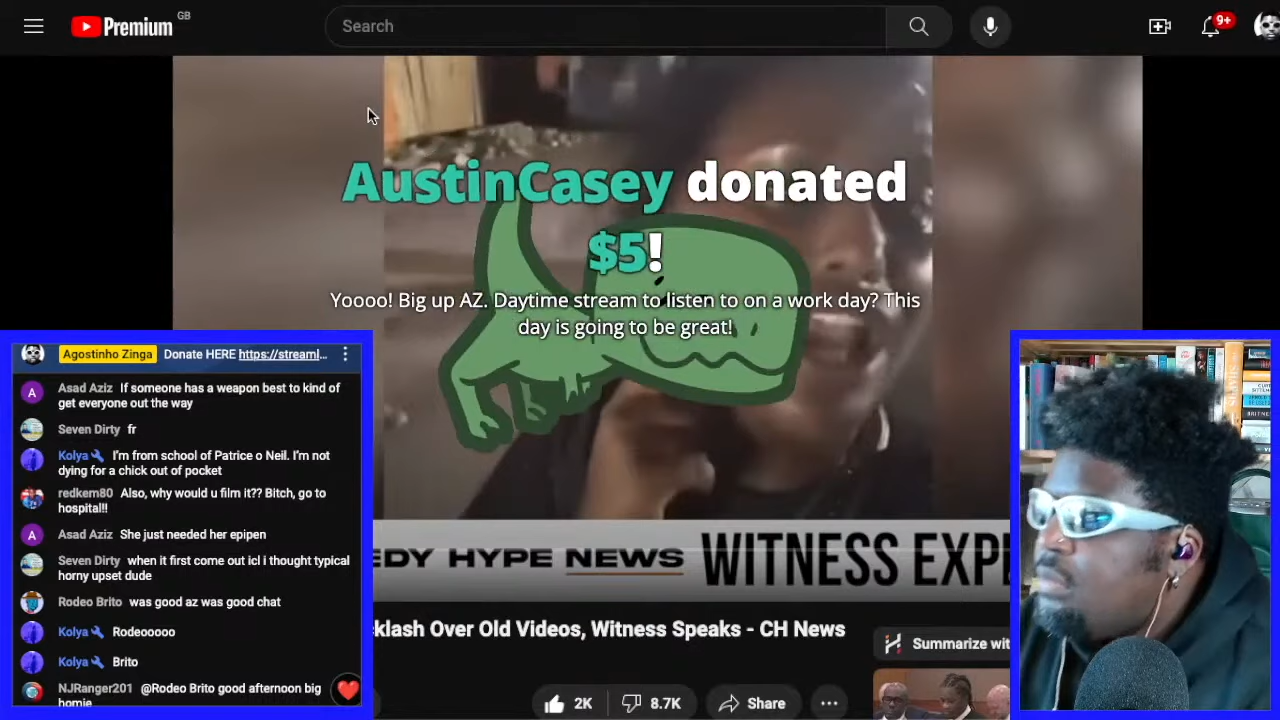 Premium GB
Search
9+
AustinCasey donated
$5!
Yoooo! Big up AZ. Daytime stream to listen to on a work day? This
day is going to be great!
Agostinho Zinga Donate HERE https://streaml...
A Asad Aziz If someone has a weapon best to kind of
get everyone out the way
Seven Dirty fr
Kolya I'm from school of Patrice o Neil. I'm not
dying for a chick out of pocket
redkem80 Also, why would u film it?? Bitch, go to
hospital!!
A Asad Aziz She just needed her epipen
Seven Dirty when it first come out icl i thought typical
horny upset dude
Rodeo Brito was good az was good chat
Kolya Rodeooooo
Kolya Brito
NJRanger201 @Rodeo Brito good afternoon big
homie
EDY HYPE NEWS WITNESS EXPE
klash Over Old Videos, Witness Speaks - CH News
Summarize wit
2K 8.7K Share ...